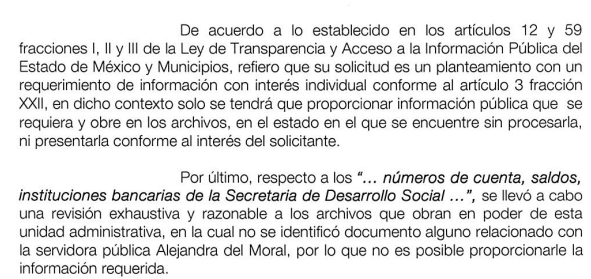 De acuerdo a lo establecido en los artículos 12 y 59
fracciones I, II y III de la Ley de Transparencia y Acceso a la Información Pública del
Estado de México y Municipios, refiero que su solicitud es un planteamiento con un
requerimiento de información con interés individual conforme al artículo 3 fracción
XXII, en dicho contexto solo se tendrá que proporcionar información pública que se
requiera y obre en los archivos, en el estado en el que se encuentre sin procesarla,
ni presentarla conforme al interés del solicitante.
Por último, respecto a los “... números de cuenta, saldos,
instituciones bancarias de la Secretaria de Desarrollo Social ...”, se llevó a cabo
una revisión exhaustiva y razonable a los archivos que obran en poder de esta
unidad administrativa, en la cual no se identificó documento alguno relacionado con
la servidora pública Alejandra del Moral, por lo que no es posible proporcionarle la
información requerida.